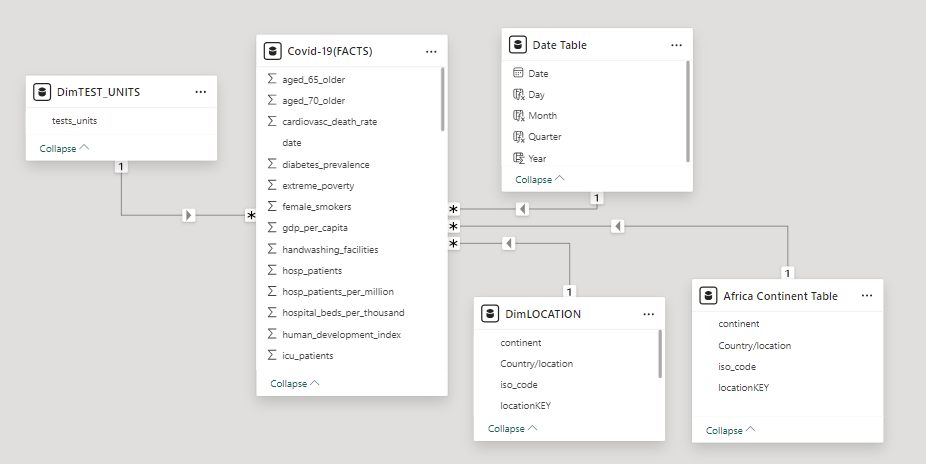 DimTEST_UNITS
...
tests_units
Collapse
1
Covid-19(FACTS)
...
aged_65_older
aged_70_older
cardiovasc_death_rate
date
diabetes_prevalence
extreme_poverty
female_smokers
gdp_per_capita
handwashing_facilities
hosp_patients
hosp_patients_per_million
hospital_beds_per_thousand
human_development_index
icu_patients
Collapse
*
*
*
*
Date Table
...
Date
Day
Month
Quarter
Year
Collapse
1
1
DimLOCATION
...
continent
Country/location
iso_code
locationKEY
Collapse
1
Africa Continent Table
...
continent
Country/location
iso_code
locationKEY
Collapse